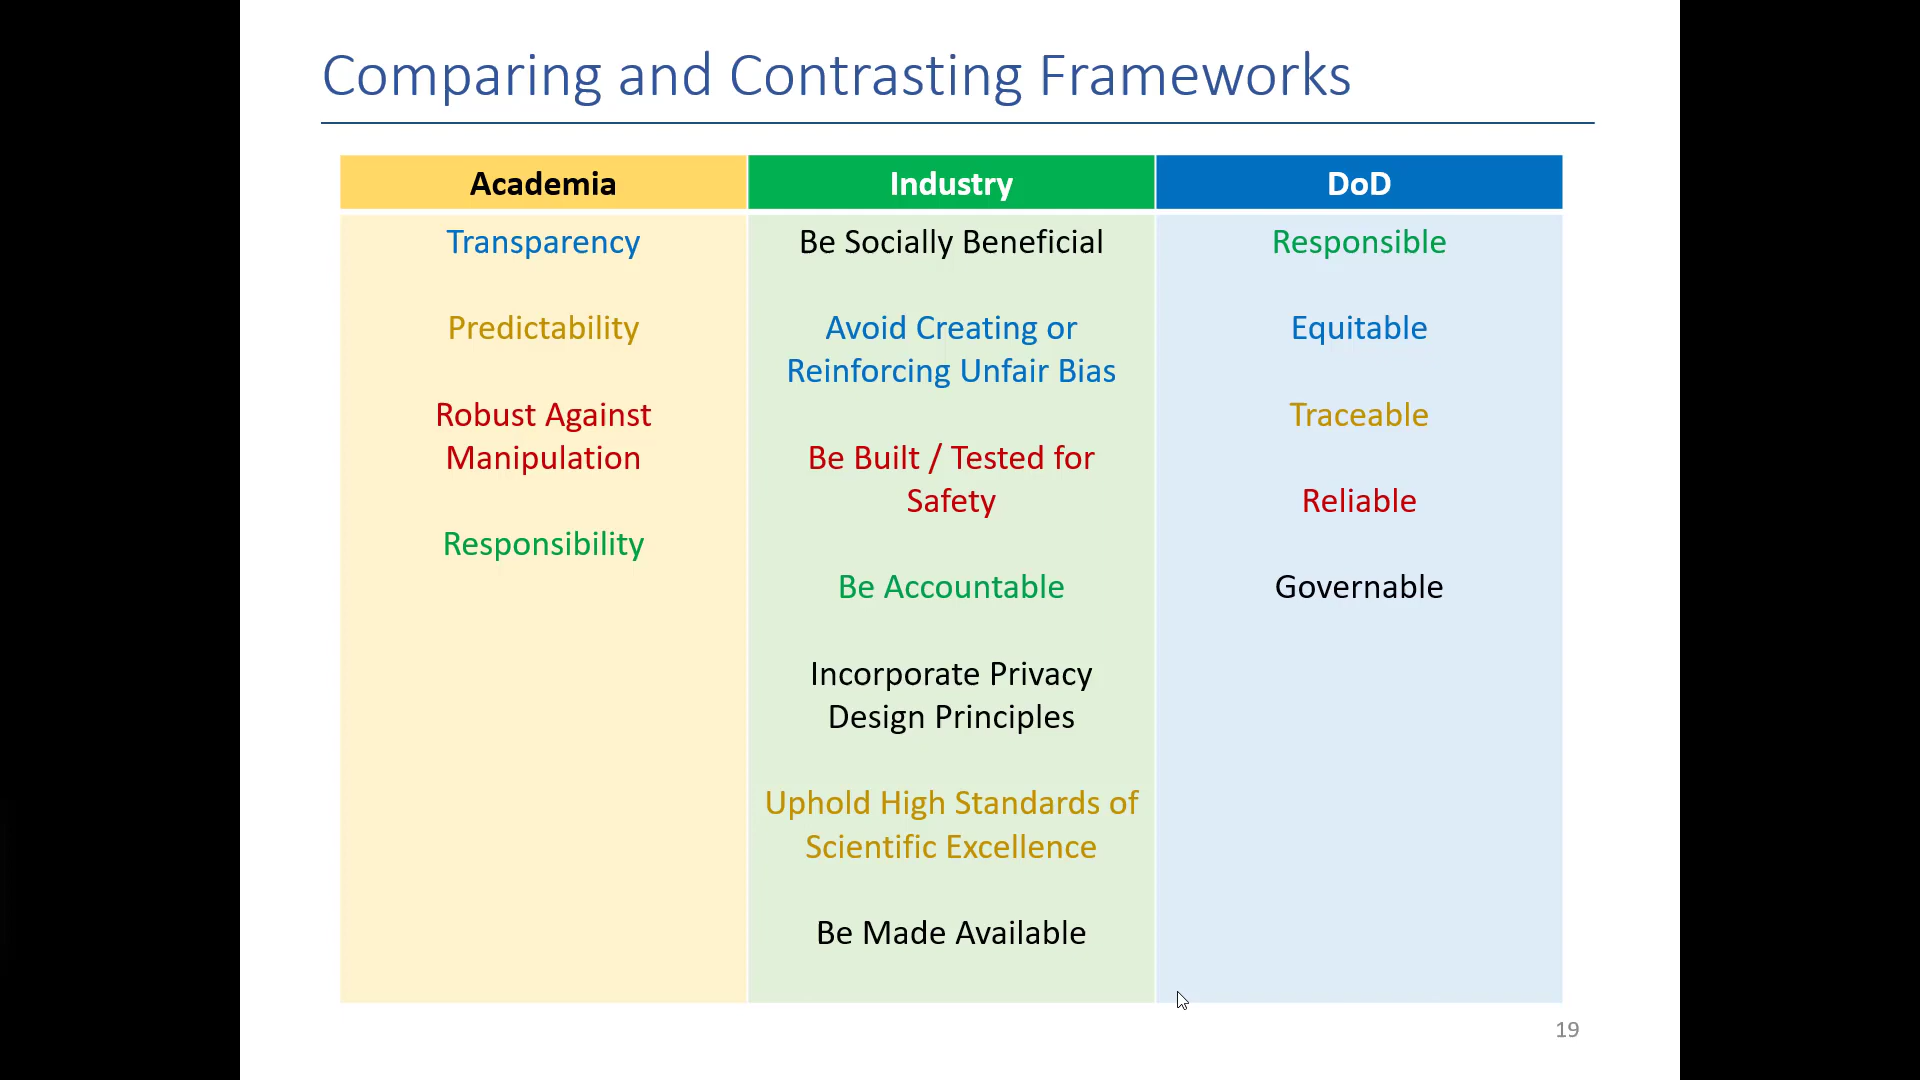 Comparing and Contrasting Frameworks
Academia
Transparency
Predictability
Robust Against
Manipulation
Responsibility
Industry
Be Socially Beneficial
Avoid Creating or
Reinforcing Unfair Bias
Be Built / Tested for
Safety
Be Accountable
Incorporate Privacy
Design Principles
Uphold High Standards of
Scientific Excellence
Be Made Available
DoD
Responsible
Equitable
Traceable
Reliable
Governable
19